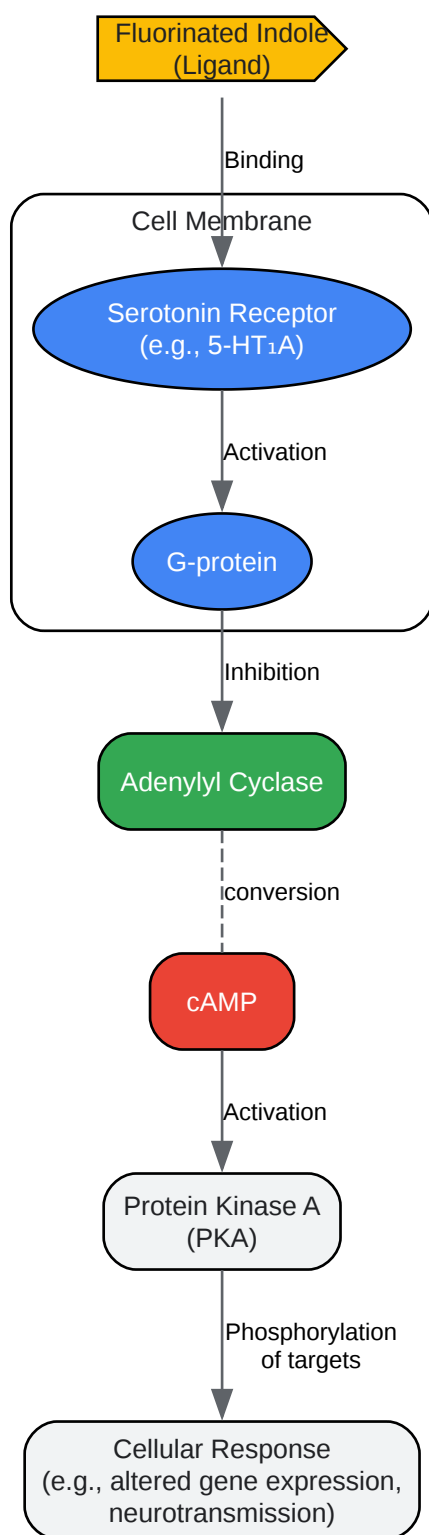 Fluorinated Indole
(Ligand)
Binding
Cell Membrane
Serotonin Receptor
(e.g., 5-HT₁A)
Activation
G-protein
Inhibition
Adenylyl Cyclase
conversion
cAMP
Activation
Protein Kinase A
(PKA)
Phosphorylation
of targets
Cellular Response
(e.g., altered gene expression,
neurotransmission)